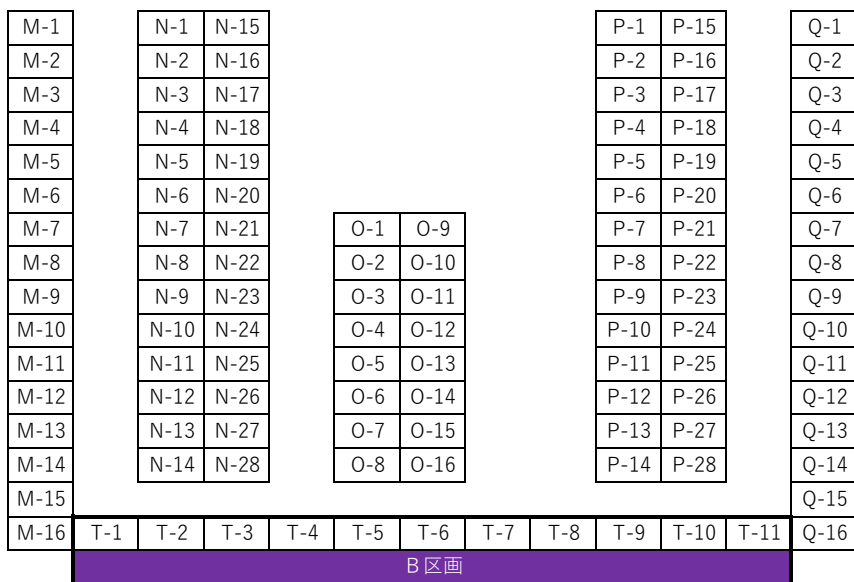 M-1 N-1 N-15 P-1 P-15 Q-1
M-2 N-2 N-16 P-2 P-16 Q-2
M-3 N-3 N-17 P-3 P-17 Q-3
M-4 N-4 N-18 P-4 P-18 Q-4
M-5 N-5 N-19 P-5 P-19 Q-5
M-6 N-6 N-20 P-6 P-20 Q-6
M-7 N-7 N-21 O-1 O-9 P-7 P-21 Q-7
M-8 N-8 N-22 O-2 O-10 P-8 P-22 Q-8
M-9 N-9 N-23 O-3 O-11 P-9 P-23 Q-9
M-10 N-10 N-24 O-4 O-12 P-10 P-24 Q-10
M-11 N-11 N-25 O-5 O-13 P-11 P-25 Q-11
M-12 N-12 N-26 O-6 O-14 P-12 P-26 Q-12
M-13 N-13 N-27 O-7 O-15 P-13 P-27 Q-13
M-14 N-14 N-28 O-8 O-16 P-14 P-28 Q-14
M-15 Q-15
M-16 T-1 T-2 T-3 T-4 T-5 T-6 T-7 T-8 T-9 T-10 T-11 Q-16
B区画